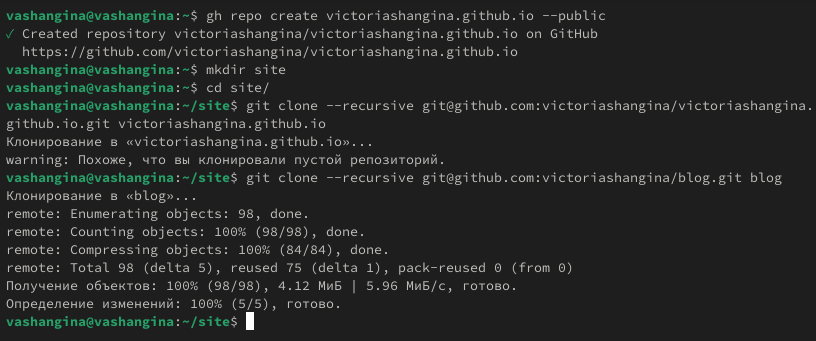 vashangina@vashangina:~$ gh repo create victoriashangina.github.io --public
✓ Created repository victoriashangina/victoriashangina.github.io on GitHub
  https://github.com/victoriashangina/victoriashangina.github.io
vashangina@vashangina:~$ mkdir site
vashangina@vashangina:~$ cd site/
vashangina@vashangina:~/site$ git clone --recursive git@github.com:victoriashangina/victoriashangina.
github.io.git victoriashangina.github.io
Клонирование в «victoriashangina.github.io»...
warning: Похоже, что вы клонировали пустой репозиторий.
vashangina@vashangina:~/site$ git clone --recursive git@github.com:victoriashangina/blog.git blog
Клонирование в «blog»...
remote: Enumerating objects: 98, done.
remote: Counting objects: 100% (98/98), done.
remote: Compressing objects: 100% (84/84), done.
remote: Total 98 (delta 5), reused 75 (delta 1), pack-reused 0 (from 0)
Получение объектов: 100% (98/98), 4.12 МиБ | 5.96 МиБ/с, готово.
Определение изменений: 100% (5/5), готово.
vashangina@vashangina:~/site$